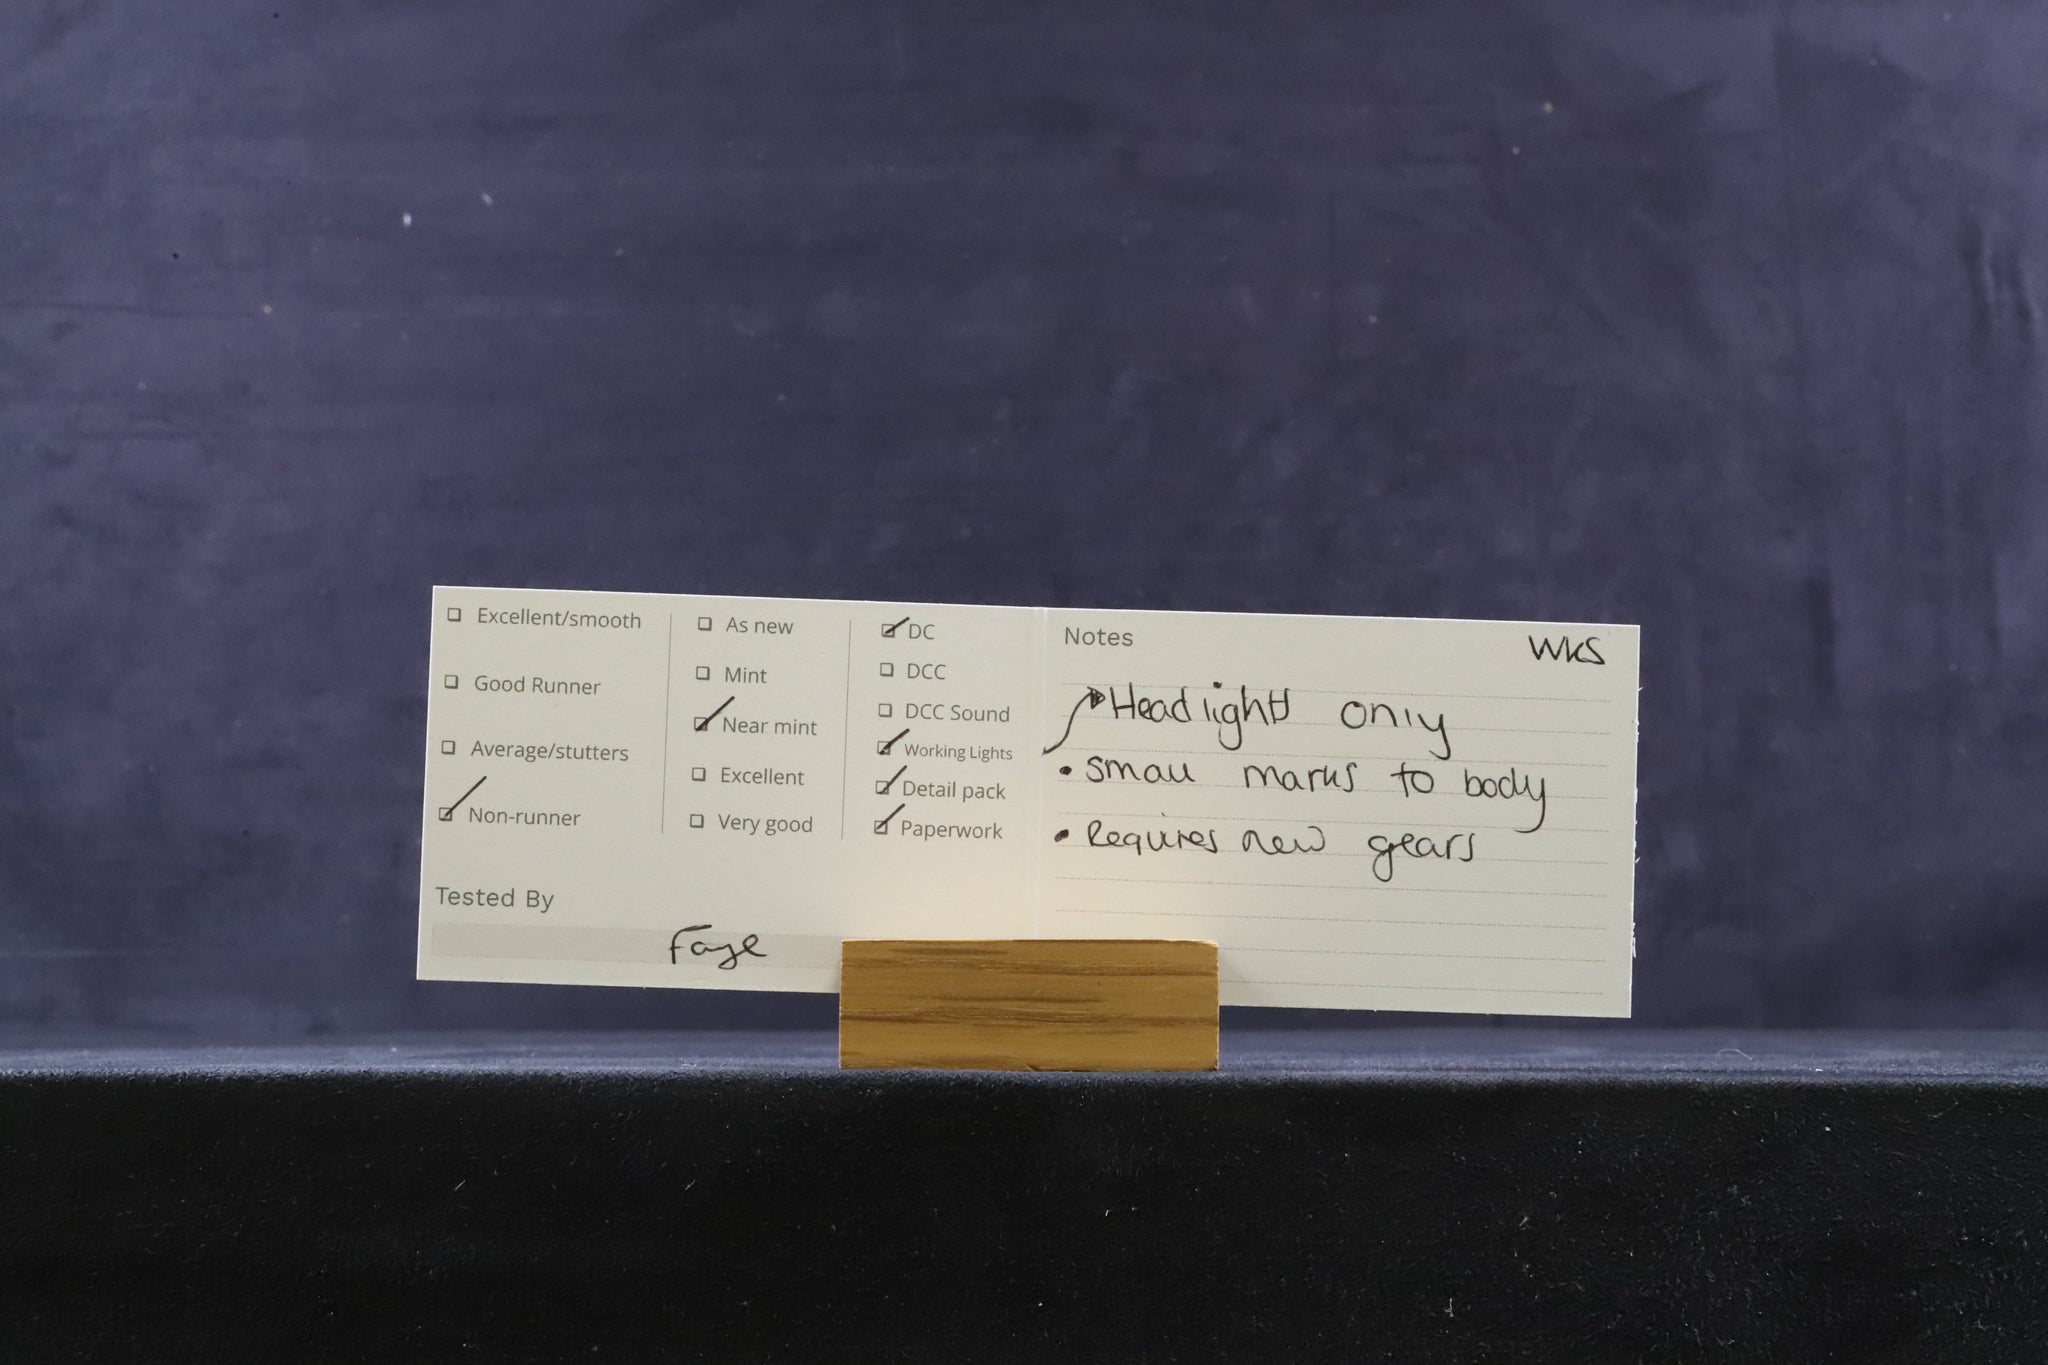 ☐ Excellent/smooth
☐ Good Runner
☐ Average/stutters
☑ Non-runner
☐ As new
☐ Mint
☑ Near mint
☐ Excellent
☐ Very good
☑ DC
☐ DCC
☐ DCC Sound
☑ Working Lights
☑ Detail pack
☑ Paperwork
Tested By
Faye
Notes WKS
Headlight only
• Small marks to body
• Requires new gears